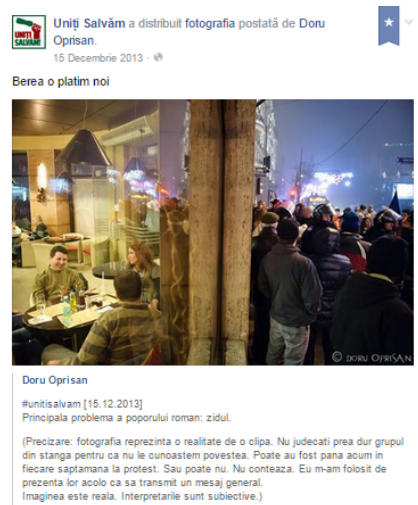 UNIȚI
SALVĂM!
Uniți Salvăm a distribuit fotografia postată de Doru
Oprisan.
15 Decembrie 2013 ·
Berea o platim noi
© DORU OPRIȘAN
Doru Oprisan
#unitisalvam [15.12.2013]
Principala problema a poporului roman: zidul.
(Precizare: fotografia reprezinta o realitate de o clipa. Nu judecati prea dur grupul
din stanga pentru ca nu le cunoastem povestea. Poate au fost pana acum in
fiecare saptamana la protest. Sau poate nu. Nu conteaza. Eu m-am folosit de
prezenta lor acolo ca sa transmit un mesaj general.
Imaginea este reala. Interpretarile sunt subiective.)